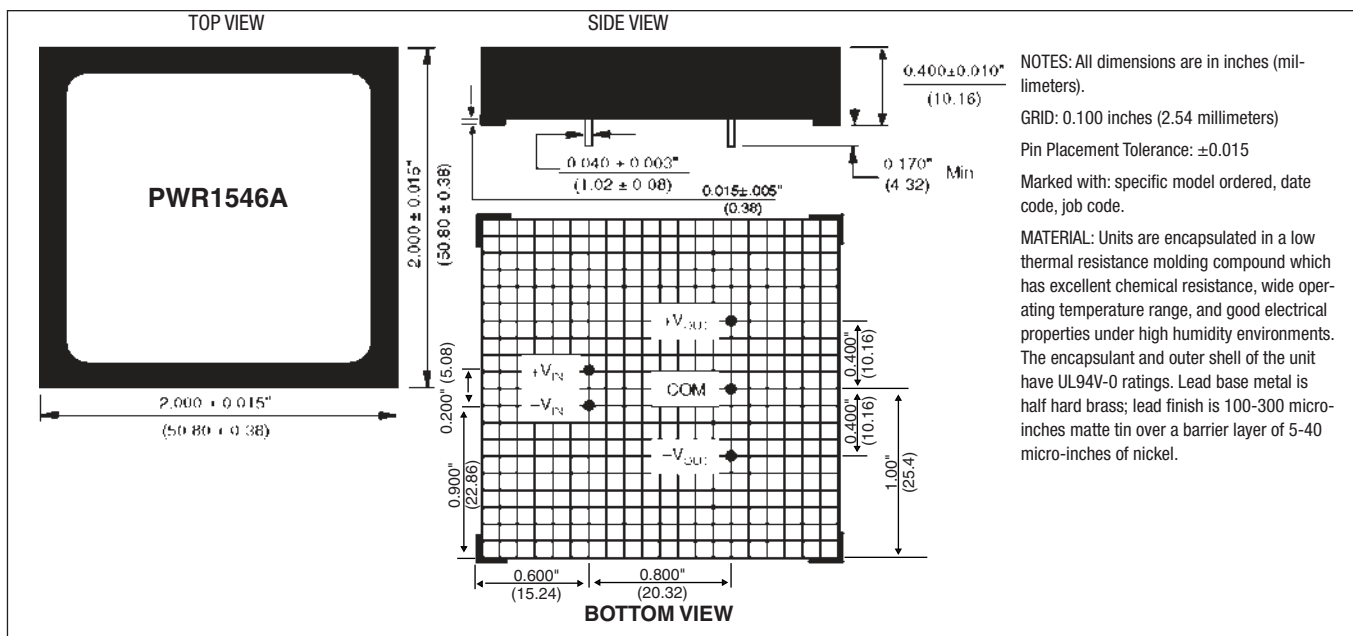 TOP VIEW
SIDE VIEW
PWR1546A
2.000 ± 0.015"
(50.80 ± 0.38)
2.000 ± 0.015"
(50.80 ± 0.38)
0.400±0.010"
(10.16)
0.040 ± 0.003"
(1.02 ± 0.08)
0.015±.005"
(0.38)
0.170" Min
(4.32)
+VOUT
+VIN
COM
–VIN
–VOUT
0.200" (5.08)
0.900"
(22.86)
0.400"
(10.16)
0.400"
(10.16)
1.00"
(25.4)
0.600"
(15.24)
0.800"
(20.32)
BOTTOM VIEW
NOTES: All dimensions are in inches (mil-
limeters).
GRID: 0.100 inches (2.54 millimeters)
Pin Placement Tolerance: ±0.015
Marked with: specific model ordered, date
code, job code.
MATERIAL: Units are encapsulated in a low
thermal resistance molding compound which
has excellent chemical resistance, wide oper-
ating temperature range, and good electrical
properties under high humidity environments.
The encapsulant and outer shell of the unit
have UL94V-0 ratings. Lead base metal is
half hard brass; lead finish is 100-300 micro-
inches matte tin over a barrier layer of 5-40
micro-inches of nickel.